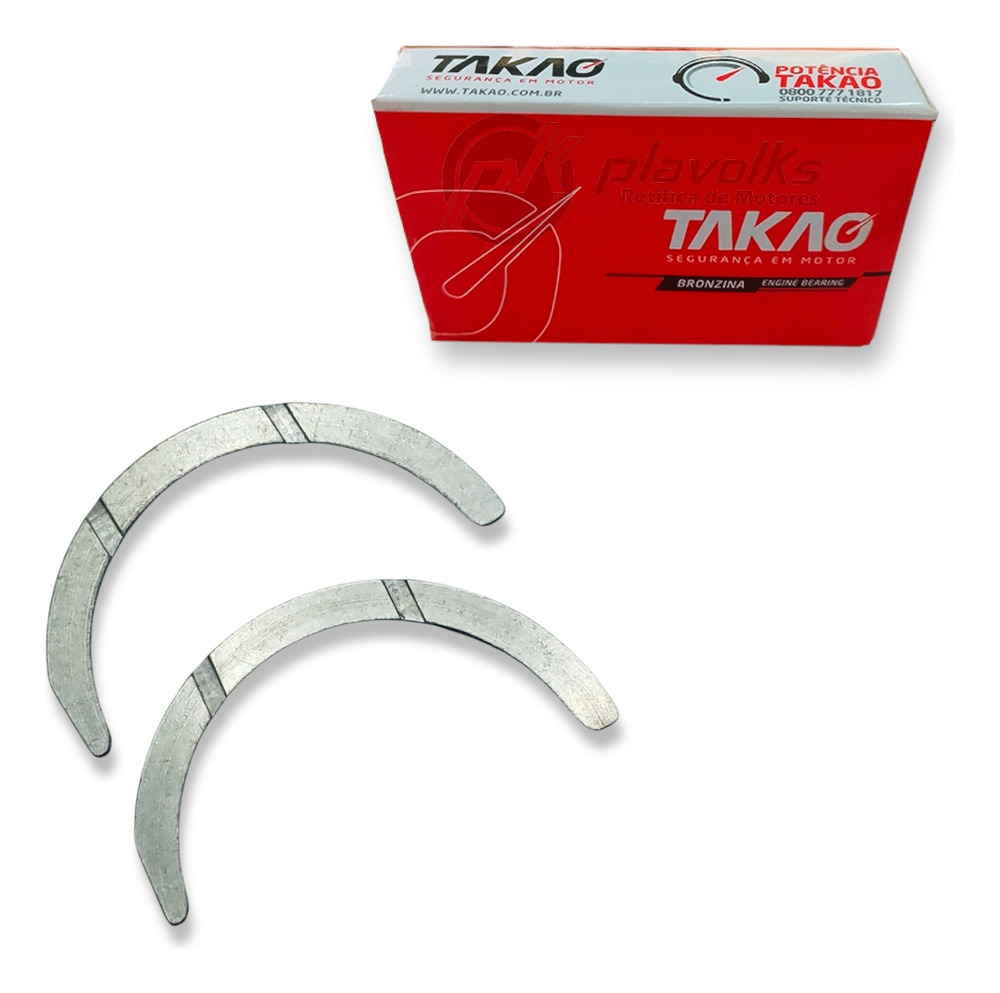 TAKAO
SEGURANÇA EM MOTOR
WWW.TAKAO.COM.BR
POTÊNCIA
TAKAO
0800 777 1817
SUPORTE TÉCNICO
plavolks
Retífica de Motores
TAKAO
SEGURANÇA EM MOTOR
BRONZINA ENGINE BEARING